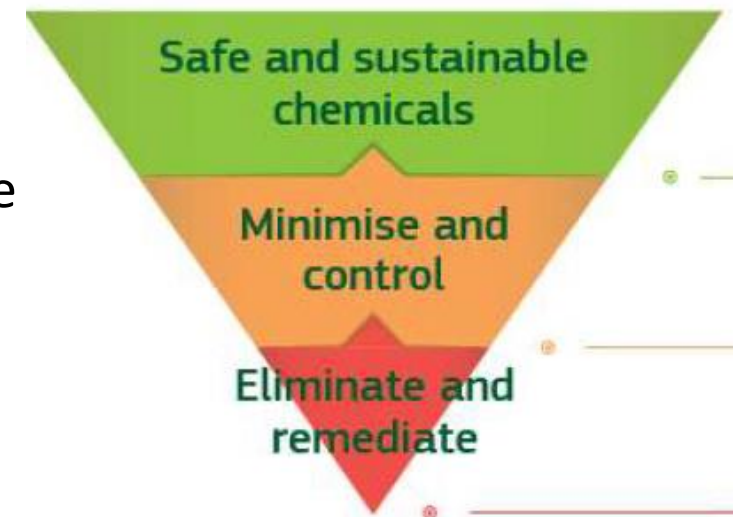 Safe and sustainable
chemicals
e
Minimise and
control
Eliminate and
remediate